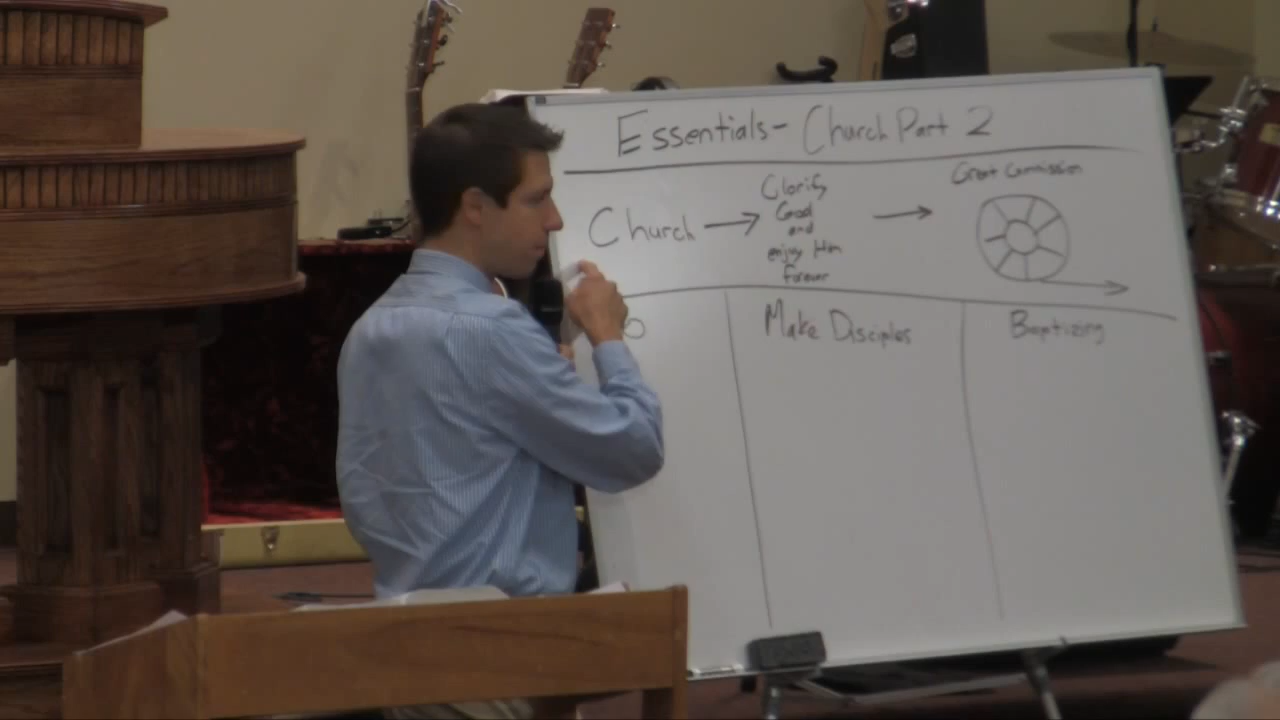 Essentials- Church Part 2
Great Commission
Church → Glorify
God
and
enjoy Him
forever
Make Disciples
Baptizing